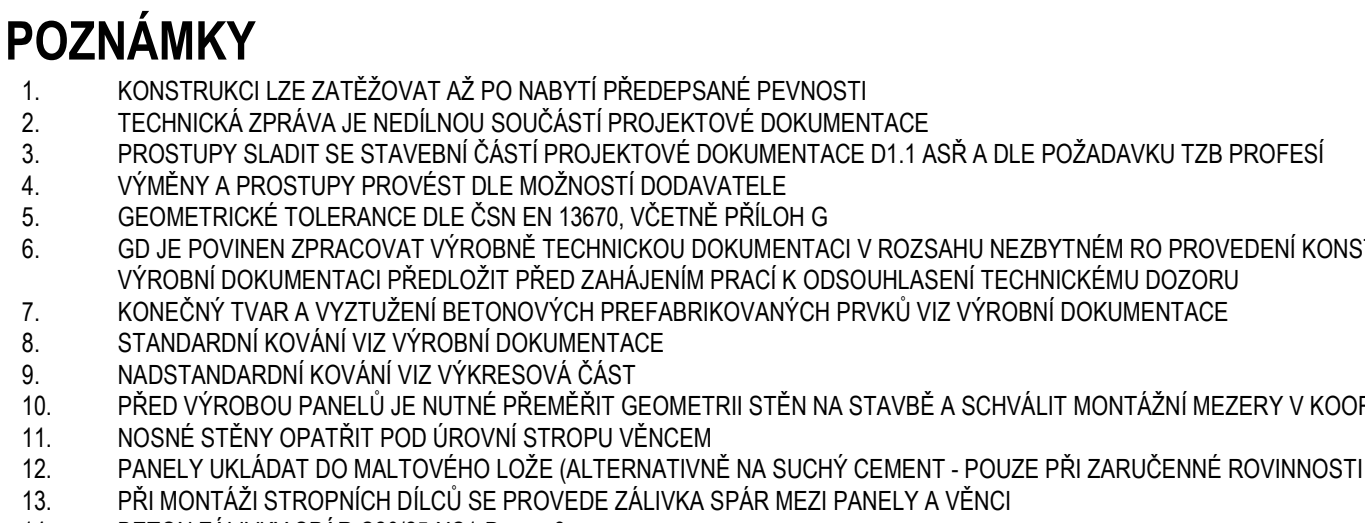 POZNÁMKY
1. KONSTRUKCI LZE ZATĚŽOVAT AŽ PO NABYTÍ PŘEDEPSANÉ PEVNOSTI
2. TECHNICKÁ ZPRÁVA JE NEDÍLNOU SOUČÁSTÍ PROJEKTOVÉ DOKUMENTACE
3. PROSTUPY SLADIT SE STAVEBNÍ ČÁSTÍ PROJEKTOVÉ DOKUMENTACE D1.1 ASŘ A DLE POŽADAVKU TZB PROFESÍ
4. VÝMĚNY A PROSTUPY PROVÉST DLE MOŽNOSTÍ DODAVATELE
5. GEOMETRICKÉ TOLERANCE DLE ČSN EN 13670, VČETNĚ PŘÍLOH G
6. GD JE POVINEN ZPRACOVAT VÝROBNĚ TECHNICKOU DOKUMENTACI V ROZSAHU NEZBYTNÉM RO PROVEDENÍ
VÝROBNÍ DOKUMENTACI PŘEDLOŽIT PŘED ZAHÁJENÍM PRACÍ K ODSOUHLASENÍ TECHNICKÉMU DOZORU
7. KONEČNÝ TVAR A VYZTUŽENÍ BETONOVÝCH PREFABRIKOVANÝCH PRVKŮ VIZ VÝROBNÍ DOKUMENTACE
8. STANDARDNÍ KOVÁNÍ VIZ VÝROBNÍ DOKUMENTACE
9. NADSTANDARDNÍ KOVÁNÍ VIZ VÝKRESOVÁ ČÁST
10. PŘED VÝROBOU PANELŮ JE NUTNÉ PŘEMĚŘIT GEOMETRII STĚN NA STAVBĚ A SCHVÁLIT MONTÁŽNÍ MEZERY V
11. NOSNÉ STĚNY OPATŘIT POD ÚROVNÍ STROPU VĚNCEM
12. PANELY UKLÁDAT DO MALTOVÉHO LOŽE (ALTERNATIVNĚ NA SUCHÝ CEMENT - POUZE PŘI ZARUČENNÉ ROVINNOSTI
13. PŘI MONTÁŽI STROPNÍCH DÍLCŮ SE PROVEDE ZÁLIVKA SPÁR MEZI PANELY A VĚNCI